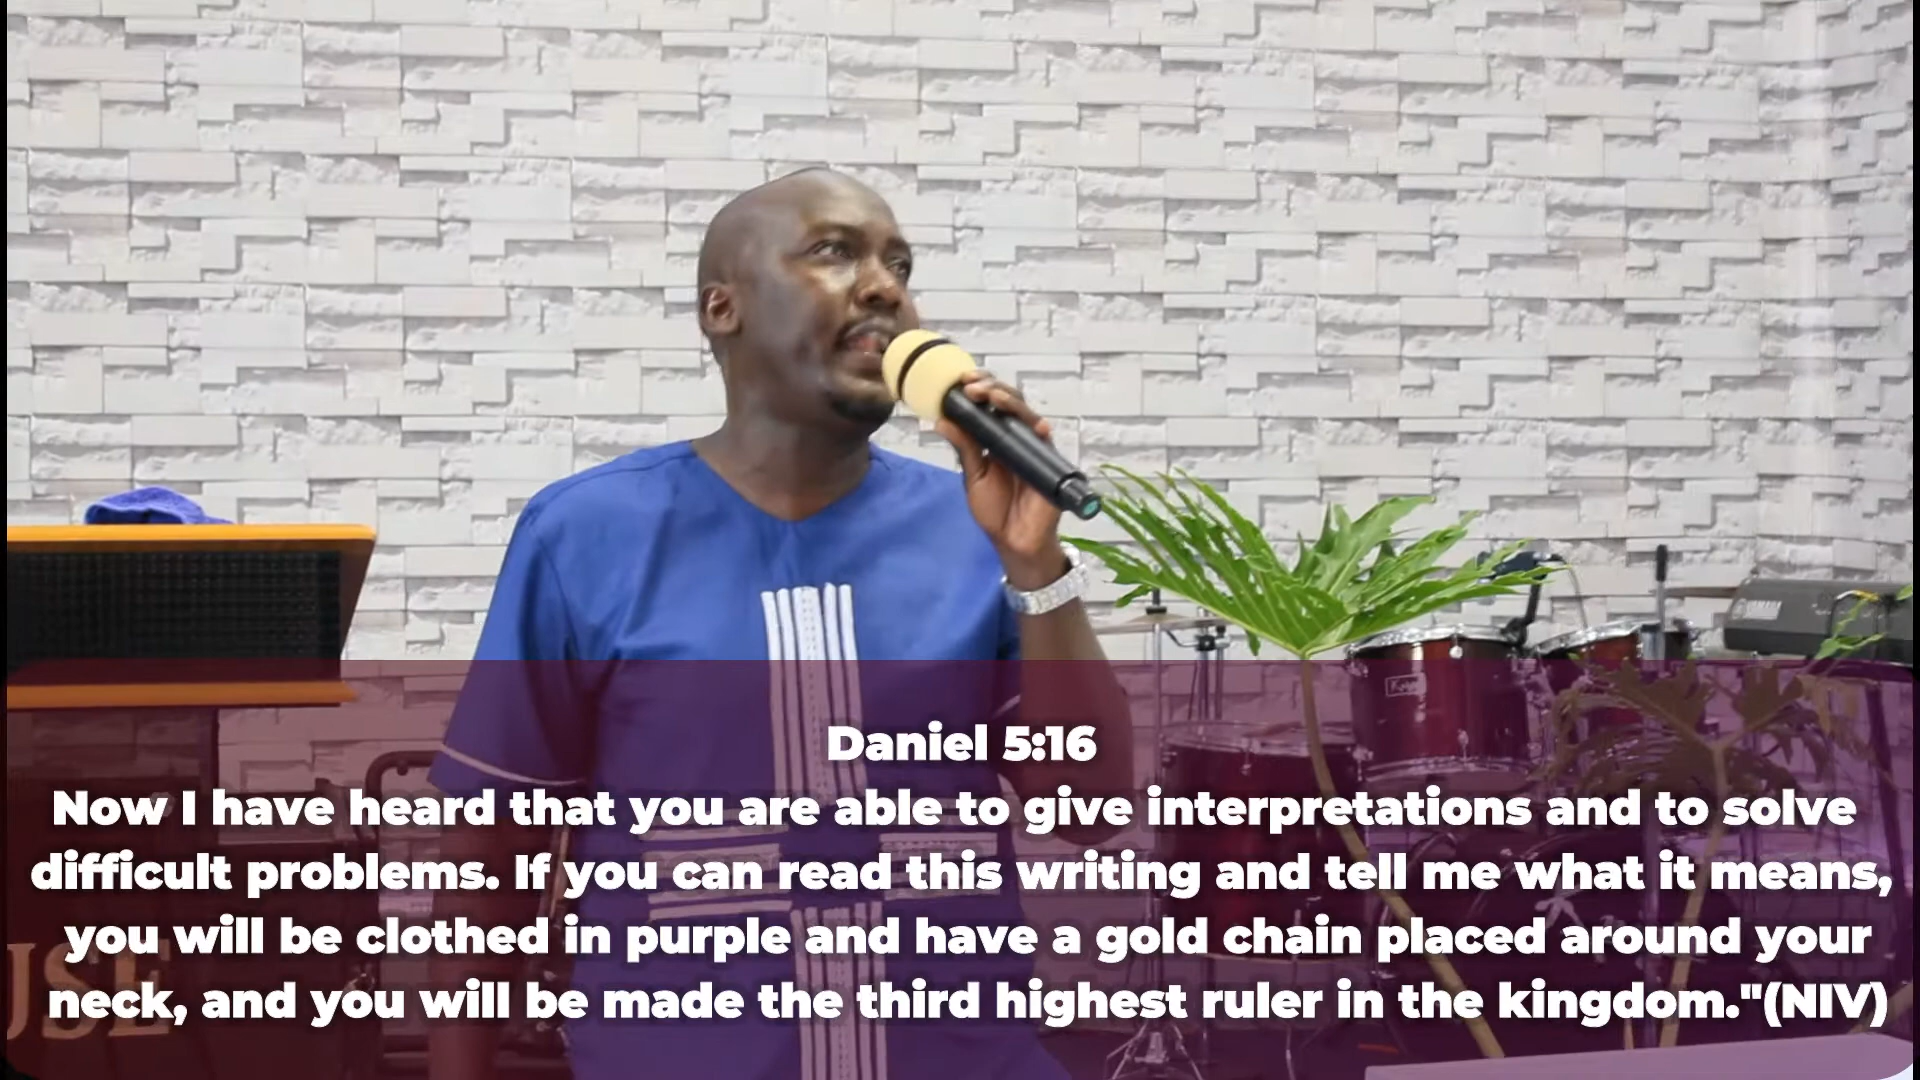 Daniel 5:16
Now I have heard that you are able to give interpretations and to solve
difficult problems. If you can read this writing and tell me what it means,
you will be clothed in purple and have a gold chain placed around your
neck, and you will be made the third highest ruler in the kingdom."(NIV)
USE
YAMAHA